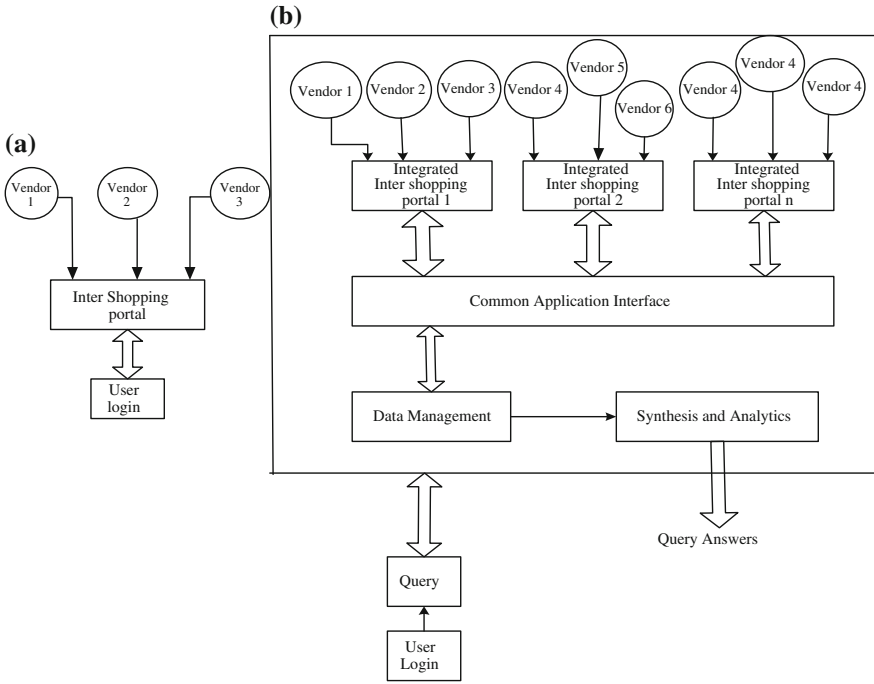 (a)
Vendor
1
Vendor
2
Vendor
3
Inter Shopping
portal
User
login
(b)
Vendor 1
Vendor 2
Vendor 3
Vendor 4
Vendor 5
Vendor 6
Vendor 4
Vendor 4
Vendor 4
Integrated
Inter shopping
portal 1
Integrated
Inter shopping
portal 2
Integrated
Inter shopping
portal n
Common Application Interface
Data Management
Synthesis and Analytics
Query Answers
Query
User
Login